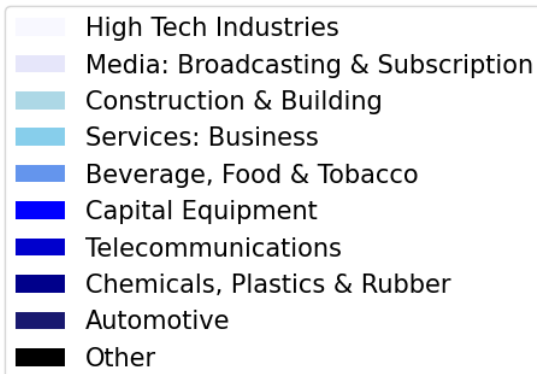 High Tech Industries
Media: Broadcasting & Subscription
Construction & Building
Services: Business
Beverage, Food & Tobacco
Capital Equipment
Telecommunications
Chemicals, Plastics & Rubber
Automotive
Other